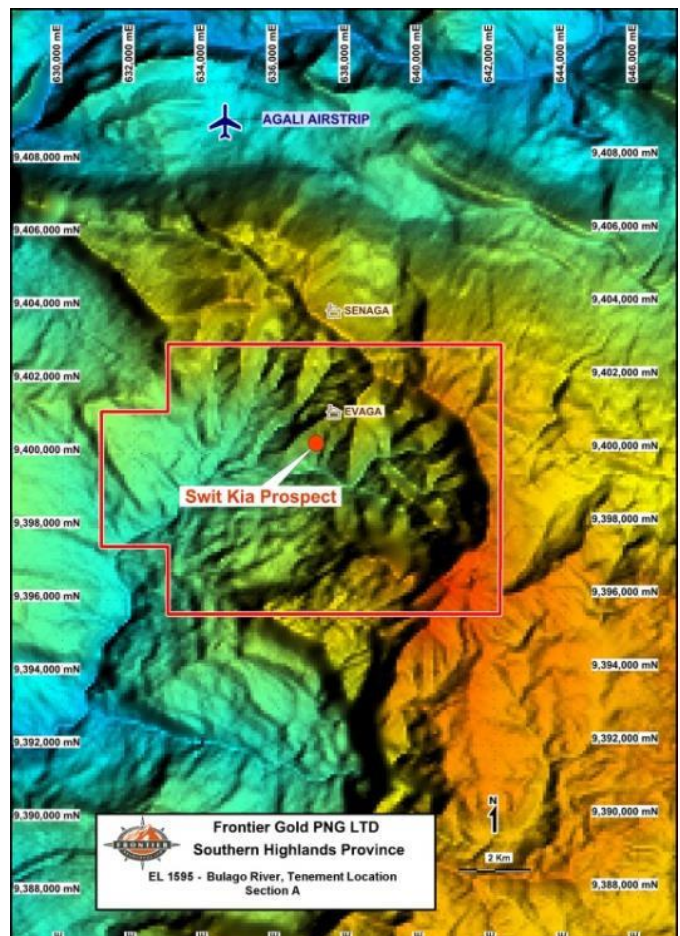 630,000 mE
632,000 mE
634,000 mE
636,000 mE
638,000 mE
640,000 mE
642,000 mE
644,000 mE
646,000 mE
AGALI AIRSTRIP
9,408,000 mN
9,408,000 mN
9,406,000 mN
9,406,000 mN
9,404,000 mN
9,404,000 mN
SENAGA
9,402,000 mN
9,402,000 mN
EVAGA
9,400,000 mN
9,400,000 mN
Swit Kia Prospect
9,398,000 mN
9,398,000 mN
9,396,000 mN
9,396,000 mN
9,394,000 mN
9,394,000 mN
9,392,000 mN
9,392,000 mN
9,390,000 mN
9,390,000 mN
N
2 Km
9,388,000 mN
9,388,000 mN
FRONTIER
Frontier Gold PNG LTD
Southern Highlands Province
EL 1595 - Bulago River, Tenement Location
Section A